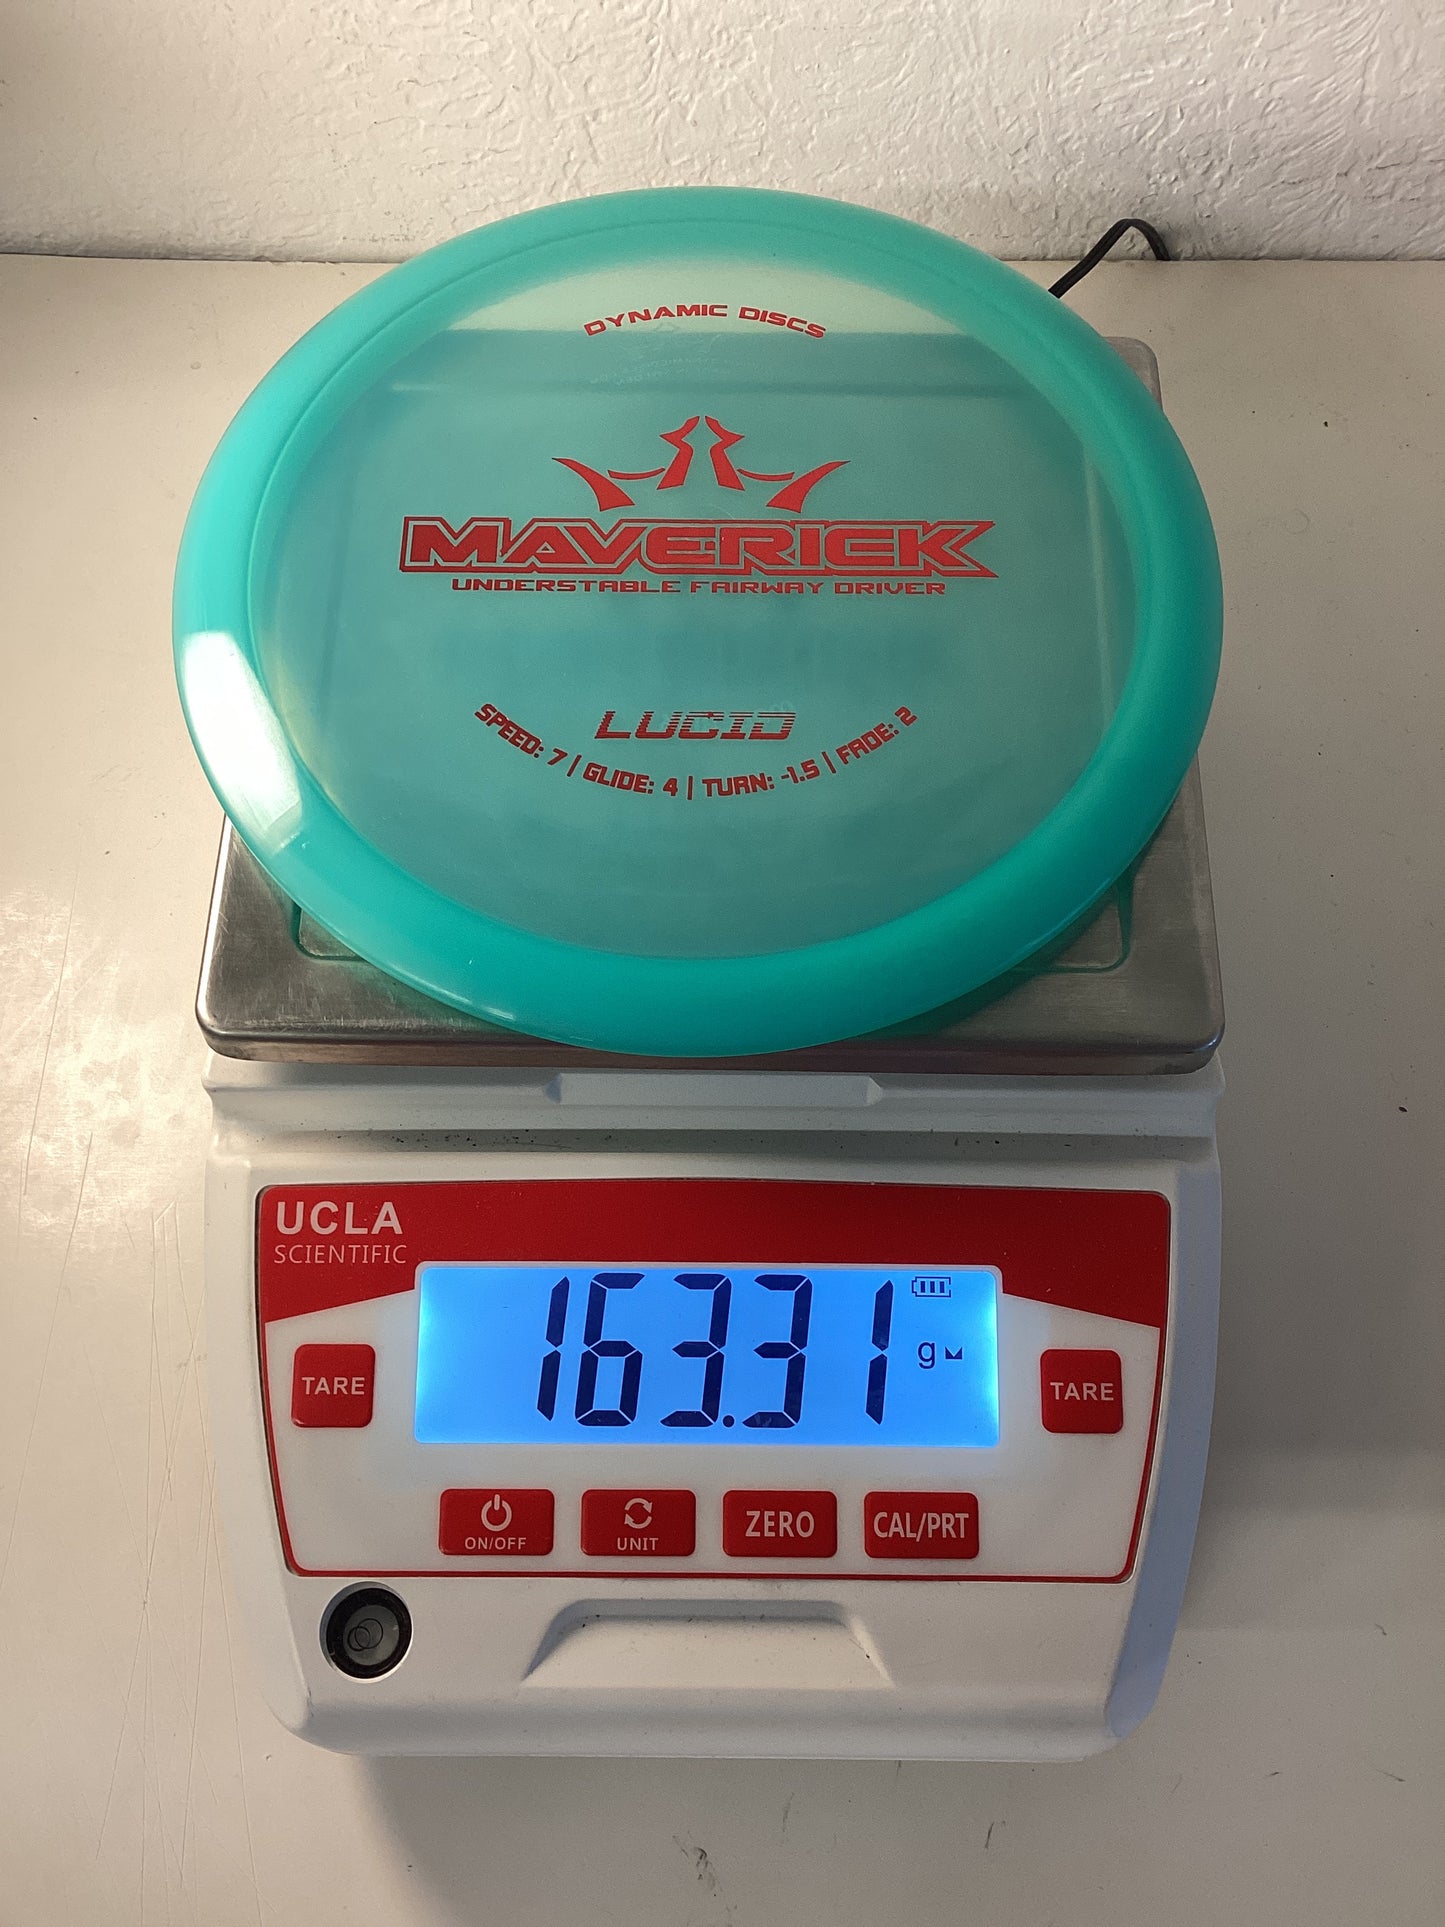 DYNAMIC DISCS
MAVERICK
UNDERSTABLE FAIRWAY DRIVER
LUCID
SPEED: 7 | GLIDE: 4 | TURN: -1.5 | FADE: 2
UCLA
SCIENTIFIC
163.31
g
TARE
TARE
ON/OFF
UNIT
ZERO
CAL/PRT